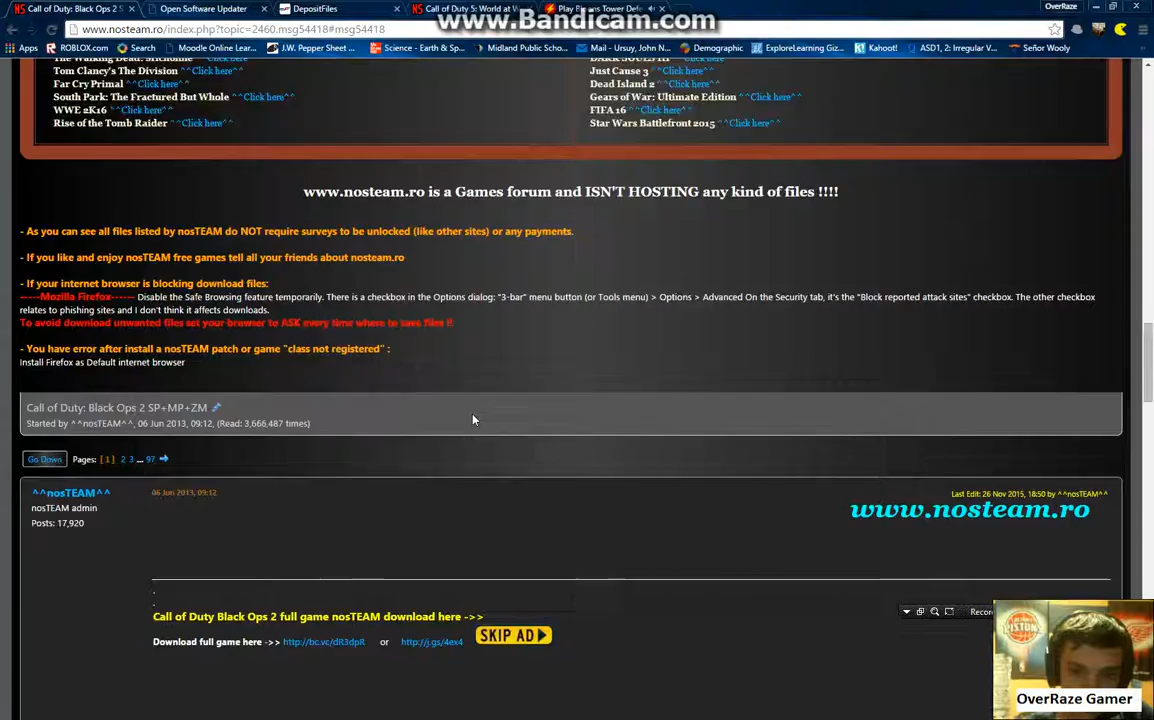 www.Bandicam.com
Call of Duty: Black Ops 2 S
Open Software Updater
DepositFiles
Call of Duty 5: World at W
Play Bloons Tower Defe
OverRaze
www.nosteam.ro/index.php?topic=2460.msg54418#msg54418
Apps
ROBLOX.com
Search
Moodle Online Lear...
J.W. Pepper Sheet ...
Science - Earth & Sp...
Midland Public Scho...
Mail - Ursuy, John N...
Demographic
ExploreLearning Giz...
Kahoot!
ASD1, 2: Irregular V...
Señor Wooly
Tom Clancy's The Division ^^Click here^^
Just Cause 3 ^^Click here^^
Far Cry Primal ^^Click here^^
Dead Island 2 ^^Click here^^
South Park: The Fractured But Whole ^^Click here^^
Gears of War: Ultimate Edition ^^Click here^^
WWE 2K16 ^^Click here^^
FIFA 16 ^^Click here^^
Rise of the Tomb Raider ^^Click here^^
Star Wars Battlefront 2015 ^^Click here^^
www.nosteam.ro is a Games forum and ISN'T HOSTING any kind of files !!!!
- As you can see all files listed by nosTEAM do NOT require surveys to be unlocked (like other sites) or any payments.
- If you like and enjoy nosTEAM free games tell all your friends about nosteam.ro
- If your internet browser is blocking download files:
-----Mozilla Firefox------ Disable the Safe Browsing feature temporarily. There is a checkbox in the Options dialog: "3-bar" menu button (or Tools menu) > Options > Advanced On the Security tab, it's the "Block reported attack sites" checkbox. The other checkbox
relates to phishing sites and I don't think it affects downloads.
To avoid download unwanted files set your browser to ASK every time where to save files !!
- You have error after install a nosTEAM patch or game "class not registered" :
Install Firefox as Default internet browser
Call of Duty: Black Ops 2 SP+MP+ZM
Started by ^^nosTEAM^^, 06 Jun 2013, 09:12, (Read: 3,666,487 times)
Go Down Pages: [1] 2 3 ... 97
^^nosTEAM^^
06 Jun 2013, 09:12
Last Edit: 26 Nov 2015, 18:50 by ^^nosTEAM^^
nosTEAM admin
www.nosteam.ro
Posts: 17,920
.
.
Call of Duty Black Ops 2 full game nosTEAM download here ->>
Recor
Download full game here ->> http://bc.vc/dR3dpR or http://j.gs/4ex4 SKIP AD
OverRaze Gamer